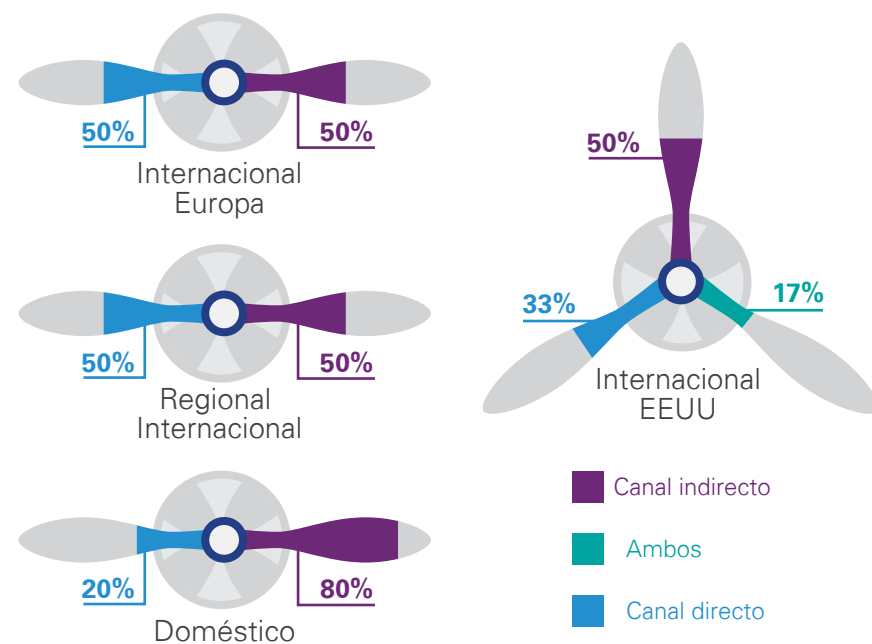 50%
50%
Internacional
Europa
50%
50%
Regional
Internacional
20%
80%
Doméstico
50%
33%
17%
Internacional
EEUU
Canal indirecto
Ambos
Canal directo